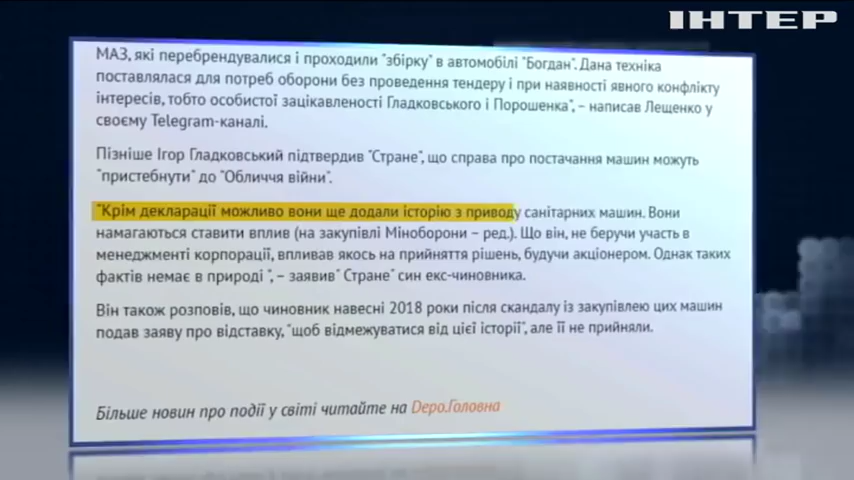 ІНТЕР
МАЗ, які перебрендувалися і проходили "збірку" в автомобілі "Богдан". Дана техніка
поставлялася для потреб оборони без проведення тендеру і при наявності явного конфлікту
інтересів, тобто особистої зацікавленості Гладковського і Порошенка", – написав Лещенко у
своєму Telegram-каналі.
Пізніше Ігор Гладковський підтвердив "Стране", що справа про постачання машин можуть
"пристебнути" до "Обличчя війни".
"Крім декларації можливо вони ще додали історію з приводу санітарних машин. Вони
намагаються ставити вплив (на закупівлі Міноборони – ред.). Що він, не беручи участь в
менеджменті корпорації, впливав якось на прийняття рішень, будучи акціонером. Однак таких
фактів немає в природі ", – заявив" Стране" син екс-чиновника.
Він також розповів, що чиновник навесні 2018 роки після скандалу із закупівлею цих машин
подав заяву про відставку, "щоб відмежуватися від цієї історії", але її не прийняли.
Більше новин про події у світі читайте на Dеро.Головна